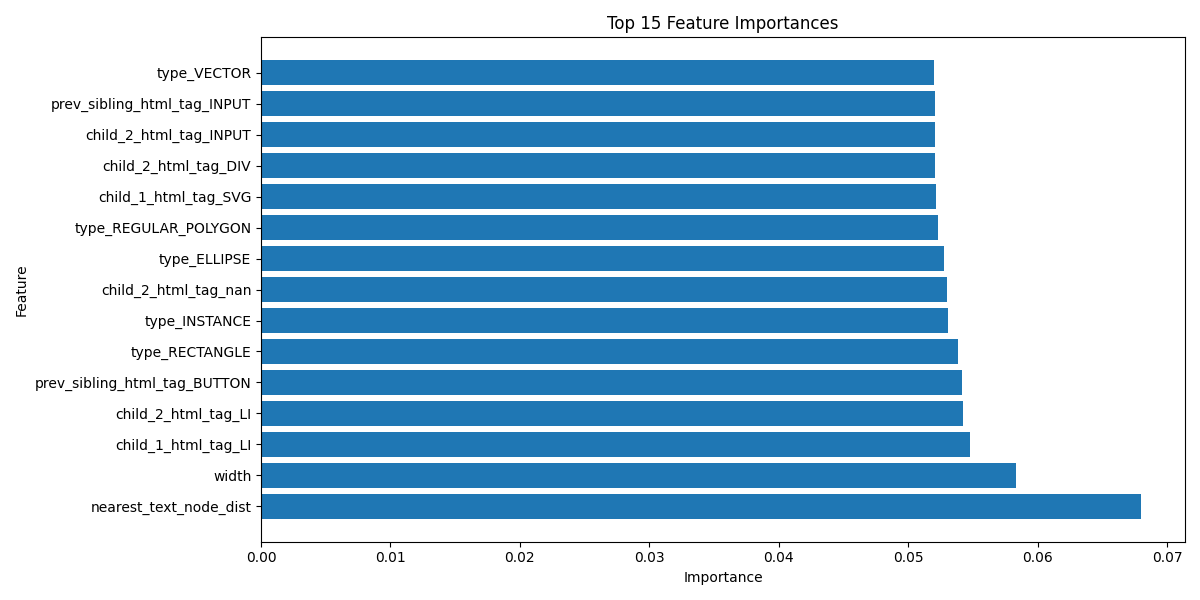 Top 15 Feature Importances
Feature
type_VECTOR
prev_sibling_html_tag_INPUT
child_2_html_tag_INPUT
child_2_html_tag_DIV
child_1_html_tag_SVG
type_REGULAR_POLYGON
type_ELLIPSE
child_2_html_tag_nan
type_INSTANCE
type_RECTANGLE
prev_sibling_html_tag_BUTTON
child_2_html_tag_LI
child_1_html_tag_LI
width
nearest_text_node_dist
0.00 0.01 0.02 0.03 0.04 0.05 0.06 0.07
Importance